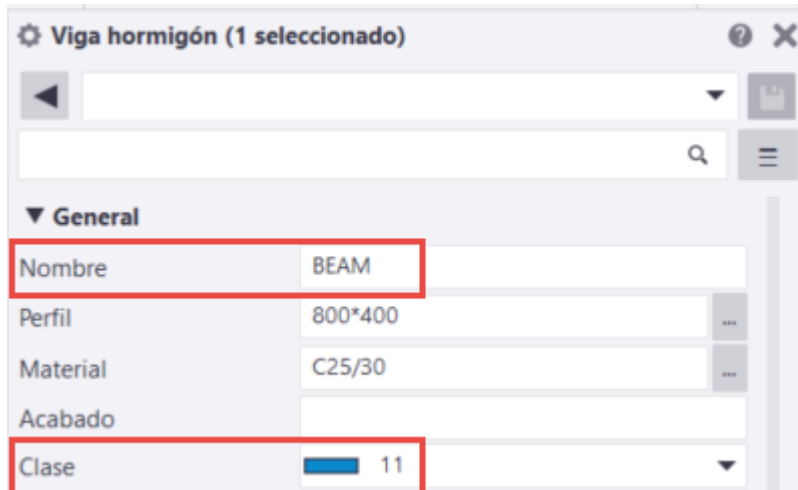 Viga hormigón (1 seleccionado)
General
Nombre BEAM
Perfil 800*400 ...
Material C25/30 ...
Acabado
Clase 11